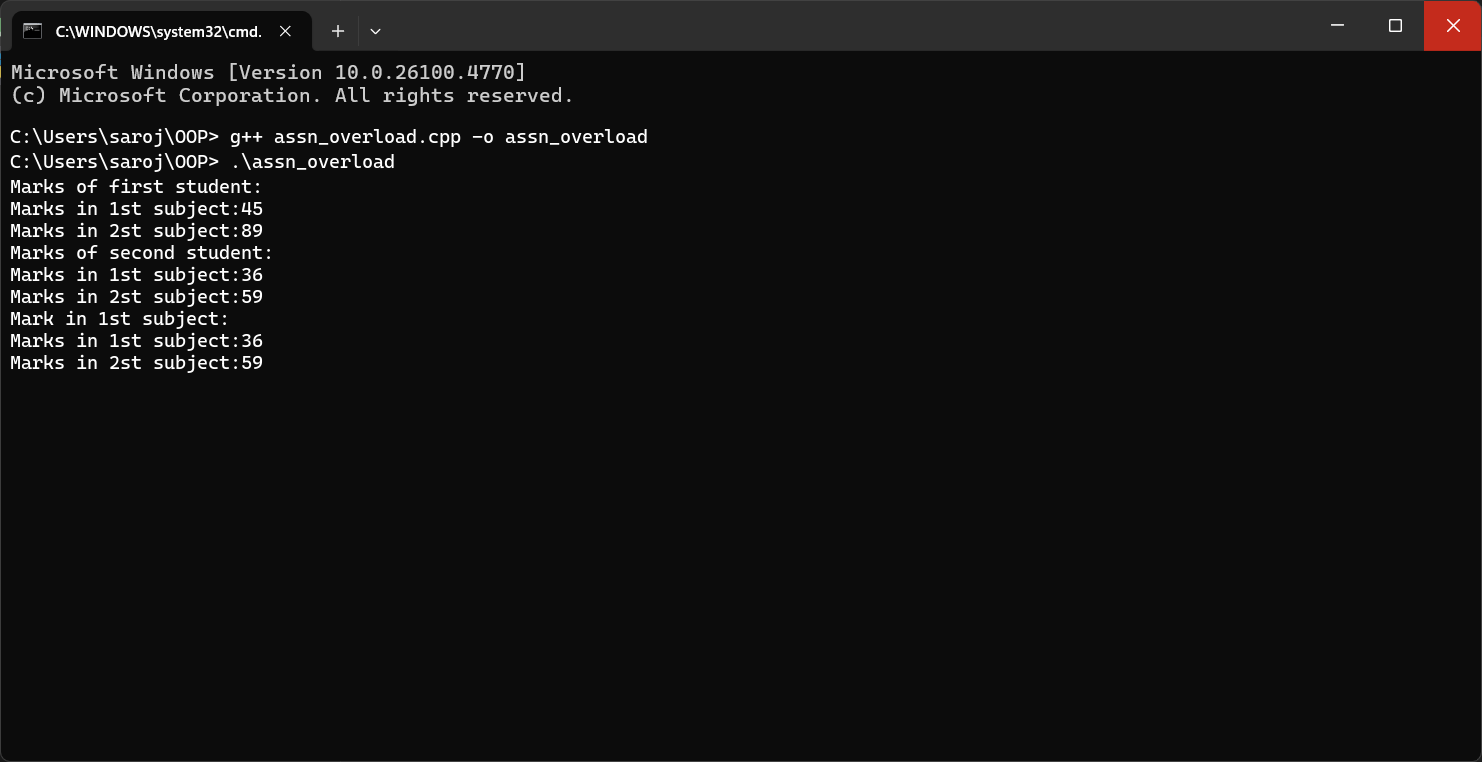 C:\WINDOWS\system32\cmd.
Microsoft Windows [Version 10.0.26100.4770]
(c) Microsoft Corporation. All rights reserved.
C:\Users\saroj\OOP> g++ assn_overload.cpp -o assn_overload
C:\Users\saroj\OOP> .\assn_overload
Marks of first student:
Marks in 1st subject:45
Marks in 2st subject:89
Marks of second student:
Marks in 1st subject:36
Marks in 2st subject:59
Mark in 1st subject:
Marks in 1st subject:36
Marks in 2st subject:59